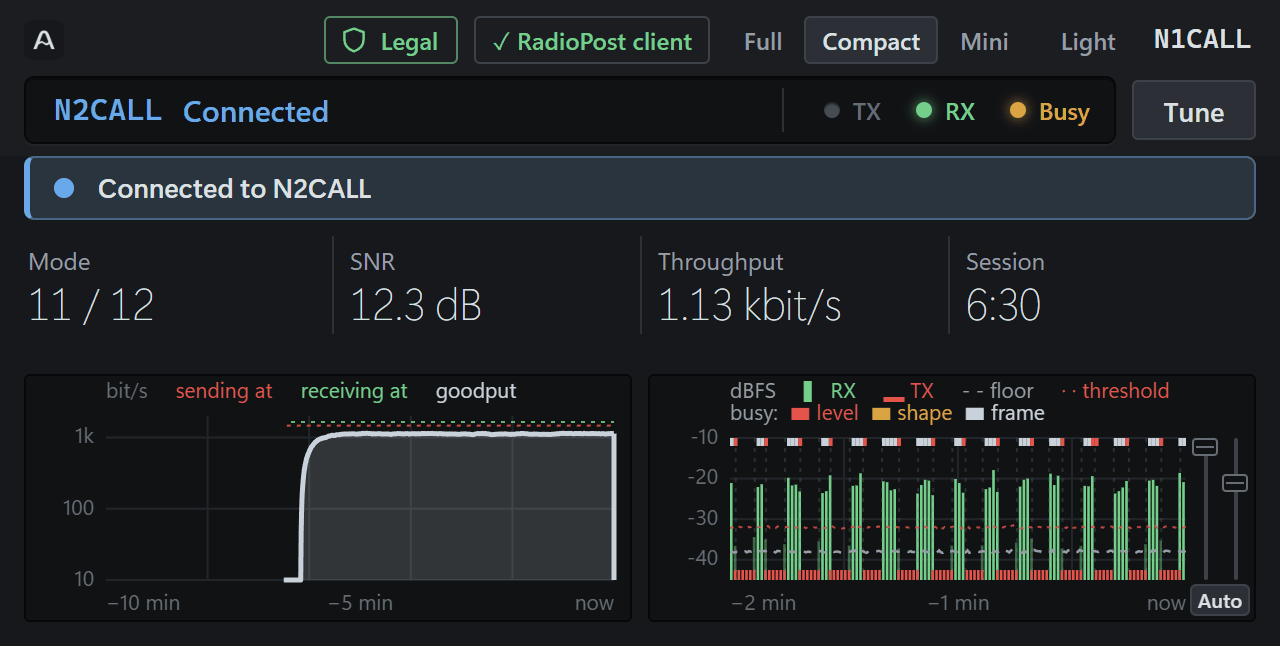 A Legal ✓ RadioPost client Full Compact Mini Light N1CALL
N2CALL Connected TX RX Busy Tune
Connected to N2CALL
Mode SNR Throughput Session
11 / 12 12.3 dB 1.13 kbit/s 6:30
bit/s sending at receiving at goodput
1k
100
10
−10 min −5 min now
dBFS RX TX floor threshold
busy: level shape frame
-10
-20
-30
-40
−2 min −1 min now Auto